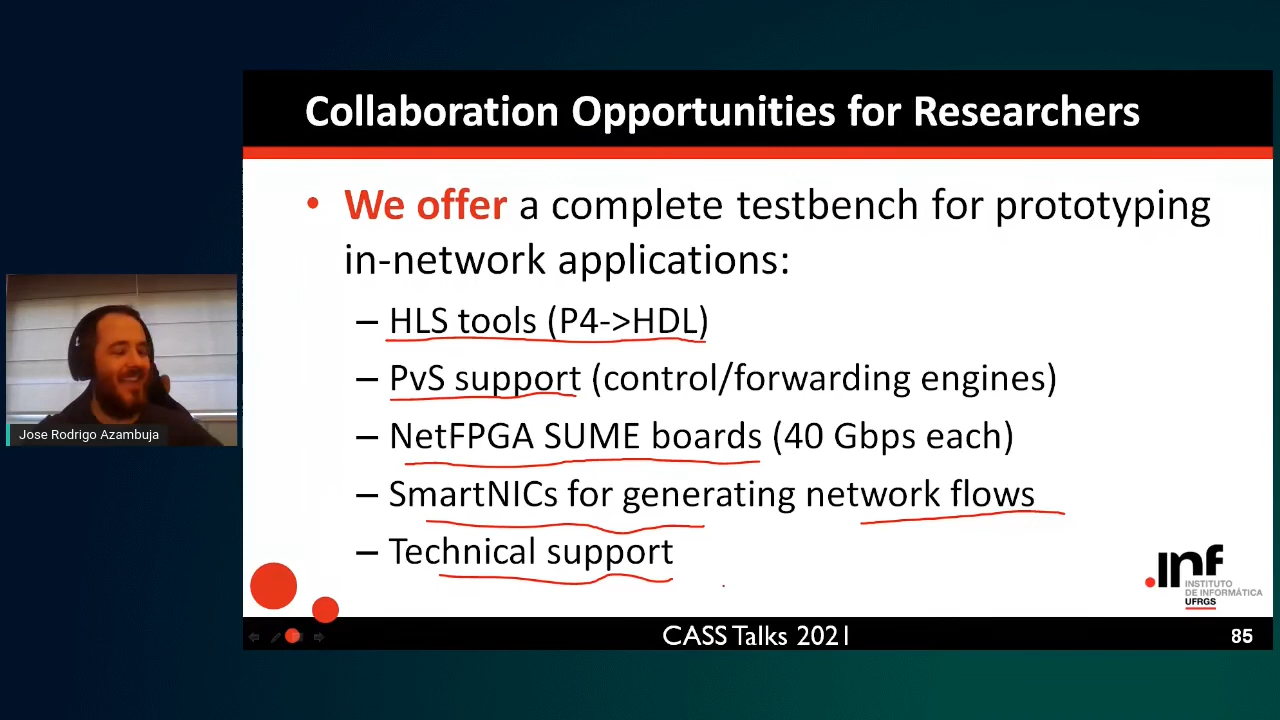 Collaboration Opportunities for Researchers
• We offer a complete testbench for prototyping
in-network applications:
– HLS tools (P4->HDL)
– PvS support (control/forwarding engines)
– NetFPGA SUME boards (40 Gbps each)
– SmartNICs for generating network flows
– Technical support
Jose Rodrigo Azambuja
.inf
INSTITUTO
DE INFORMÁTICA
UFRGS
CASS Talks 2021
85